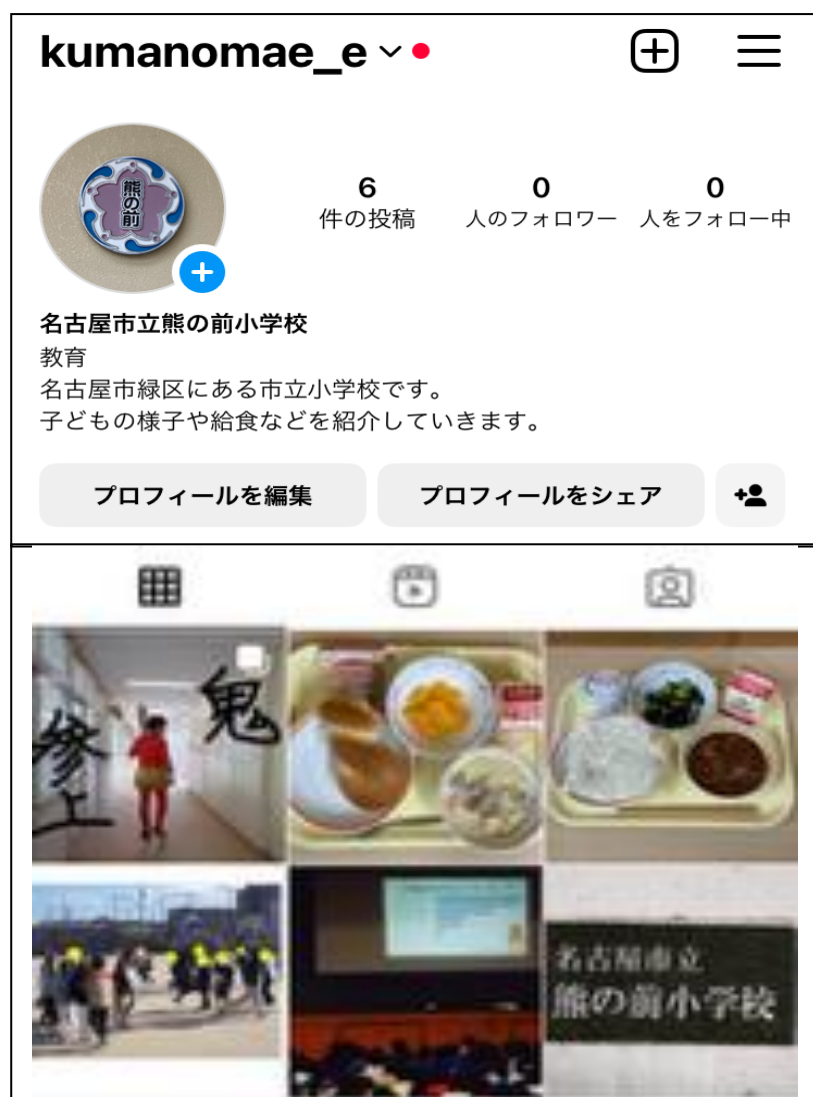 kumanomae_e
熊の前
6
件の投稿
0
人のフォロワー
0
人をフォロー中
名古屋市立熊の前小学校
教育
名古屋市緑区にある市立小学校です。
子どもの様子や給食などを紹介していきます。
プロフィールを編集
プロフィールをシェア
鬼
参上
名古屋市立
熊の前小学校